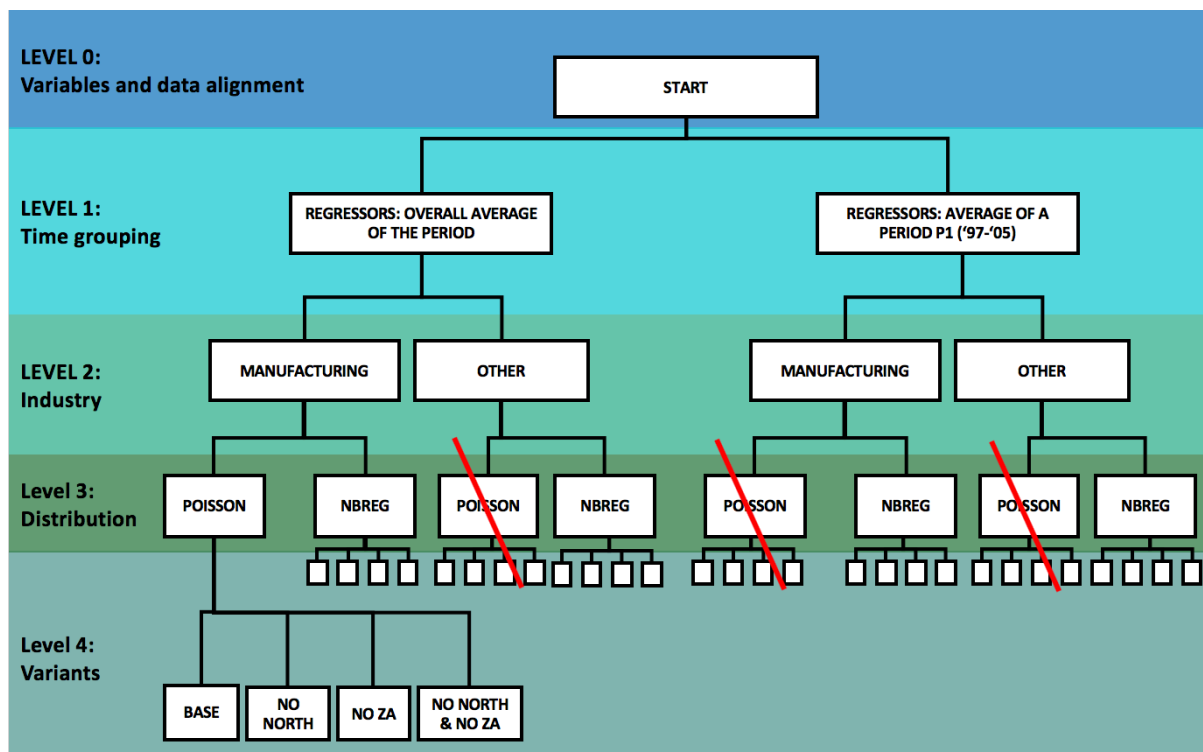 LEVEL 0:
Variables and data alignment
START
LEVEL 1:
Time grouping
REGRESSORS: OVERALL AVERAGE
OF THE PERIOD
REGRESSORS: AVERAGE OF A
PERIOD P1 (‘97-‘05)
LEVEL 2:
Industry
MANUFACTURING
OTHER
MANUFACTURING
OTHER
Level 3:
Distribution
POISSON
NBREG
POISSON
NBREG
POISSON
NBREG
POISSON
NBREG
Level 4:
Variants
BASE
NO
NORTH
NO ZA
NO NORTH
& NO ZA